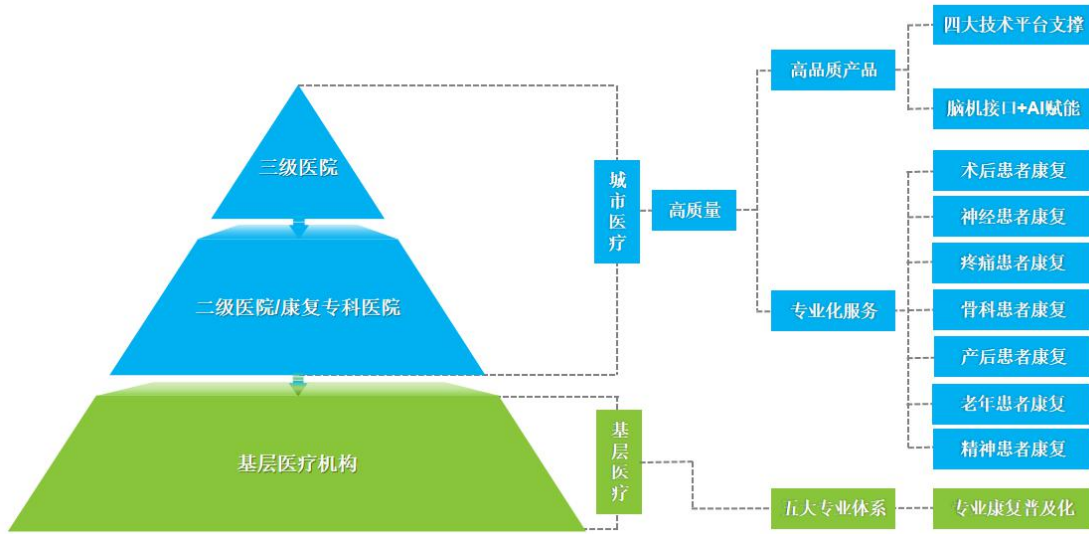 四大技术平台支撑
高品质产品
脑机接口+AI赋能
三级医院
城市医疗
高质量
术后患者康复
神经患者康复
疼痛患者康复
二级医院/康复专科医院
专业化服务
骨科患者康复
产后患者康复
老年患者康复
精神患者康复
基层医疗机构
基层医疗
五大专业体系
专业康复普及化